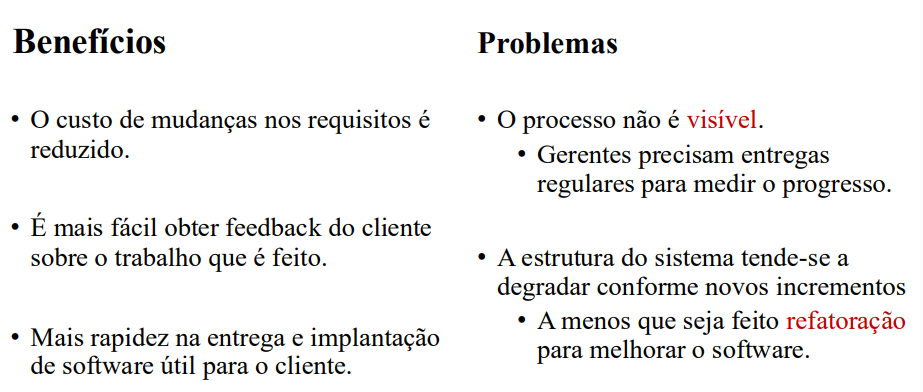 Benefícios
• O custo de mudanças nos requisitos é
reduzido.
• É mais fácil obter feedback do cliente
sobre o trabalho que é feito.
• Mais rapidez na entrega e implantação
de software útil para o cliente.
Problemas
• O processo não é visível.
• Gerentes precisam entregas
regulares para medir o progresso.
• A estrutura do sistema tende-se a
degradar conforme novos incrementos
• A menos que seja feito refatoração
para melhorar o software.